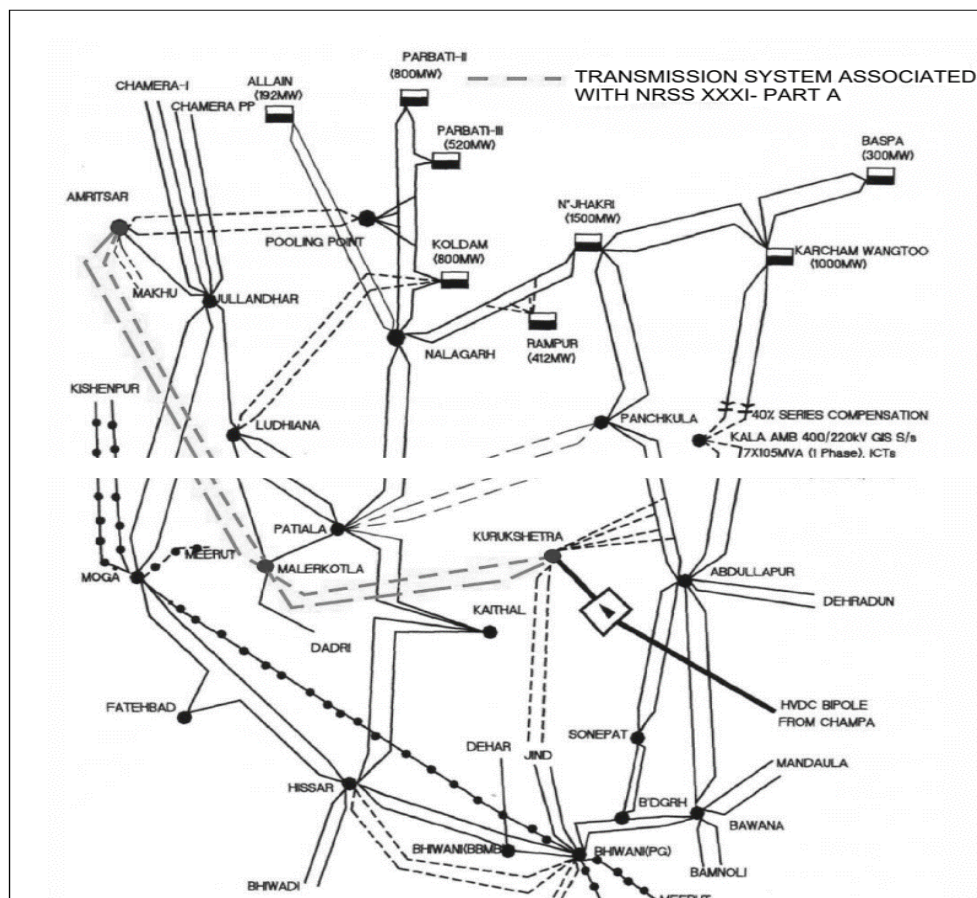 PARBATI-II
(800MW)
TRANSMISSION SYSTEM ASSOCIATED
WITH NRSS XXXI- PART A
CHAMERA-I
ALLAIN
(192MW)
CHAMERA PP
PARBATI-III
(520MW)
BASPA
(300MW)
AMRITSAR
N"JHAKRI
(1500MW)
POOLING POINT
KOLDAM
(800MW)
KARCHAM WANGTOO
(1000MW)
MAKHU
JULLANDHAR
NALAGARH
RAMPUR
(412MW)
KISHENPUR
LUDHIANA
PANCHKULA
40% SERIES COMPENSATION
KALA AMB 400/220kV GIS S/s
7X105MVA (1 Phase), ICTs
PATIALA
KURUKSHETRA
MEERUT
MOGA
MALERKOTLA
ABDULLAPUR
DEHRADUN
KAITHAL
DADRI
FATEHBAD
HVDC BIPOLE
FROM CHAMPA
SONEPAT
DEHAR
JIND
MANDAULA
HISSAR
B'DGRH
BAWANA
BHIWANI(BBMB)
BHIWANI(PG)
BAMNOLI
BHIWADI
MEERUT